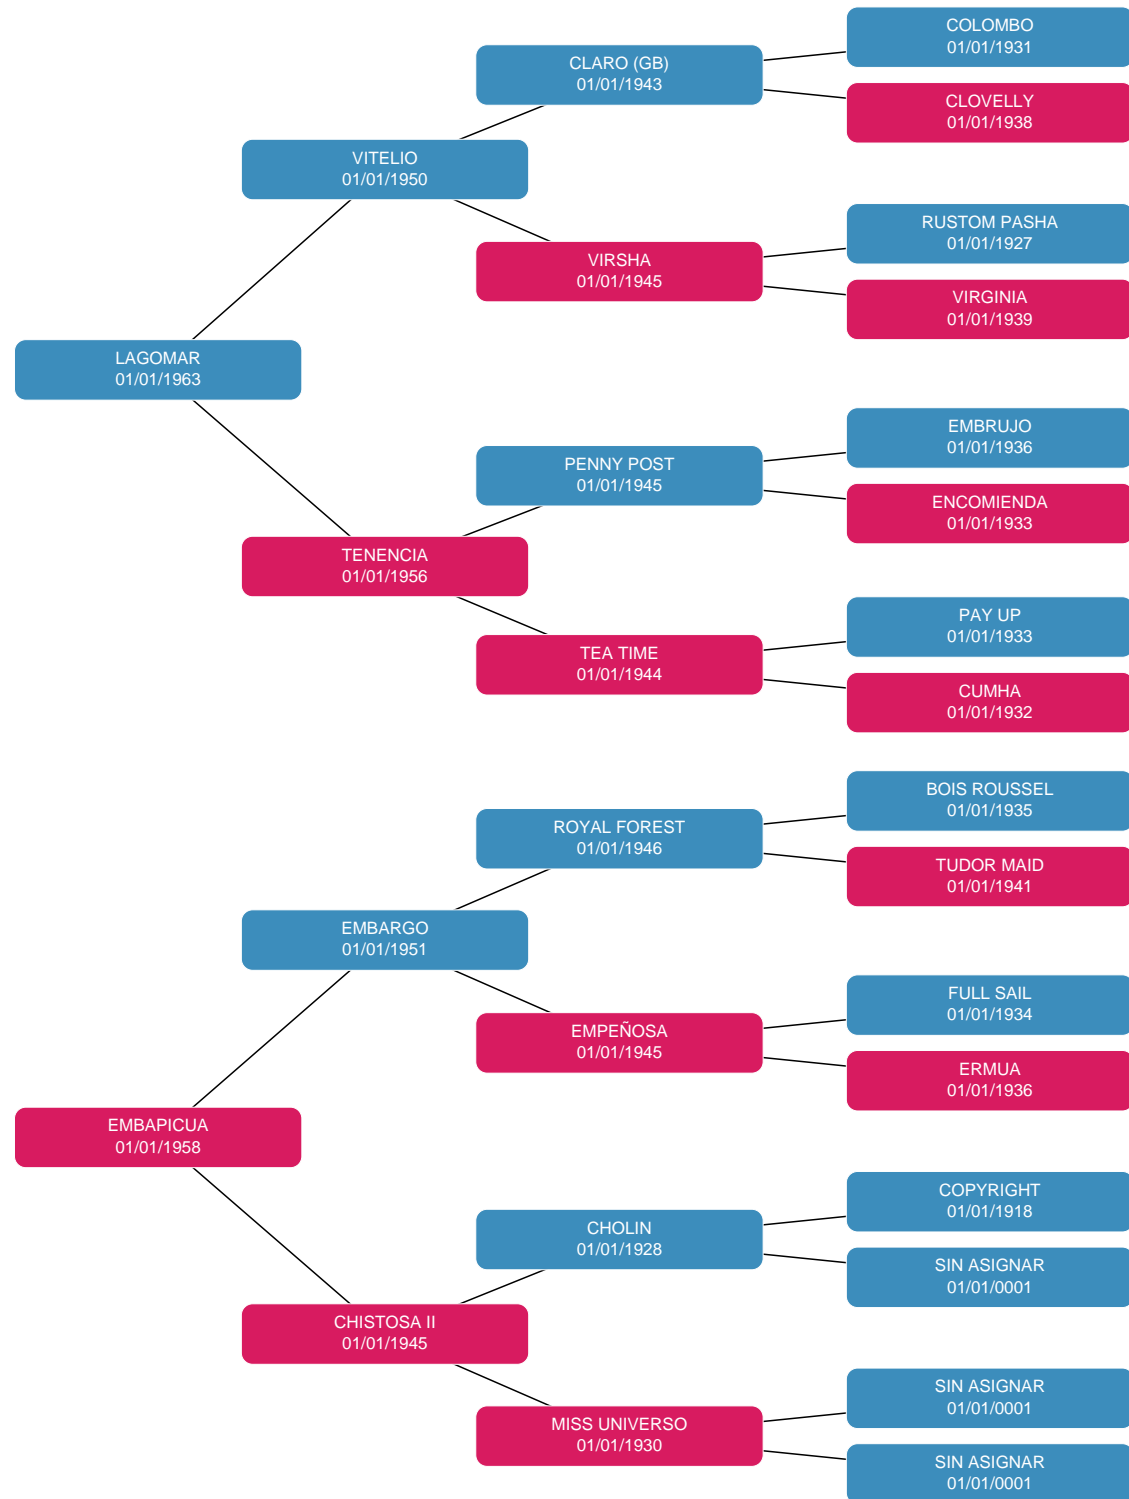 COLOMBO
01/01/1931
CLARO (GB)
01/01/1943
CLOVELLY
01/01/1938
VITELIO
01/01/1950
RUSTOM PASHA
01/01/1927
VIRSHA
01/01/1945
VIRGINIA
01/01/1939
LAGOMAR
01/01/1963
EMBRUJO
01/01/1936
PENNY POST
01/01/1945
ENCOMIENDA
01/01/1933
TENENCIA
01/01/1956
PAY UP
01/01/1933
TEA TIME
01/01/1944
CUMHA
01/01/1932
BOIS ROUSSEL
01/01/1935
ROYAL FOREST
01/01/1946
TUDOR MAID
01/01/1941
EMBARGO
01/01/1951
FULL SAIL
01/01/1934
EMPEÑOSA
01/01/1945
ERMUA
01/01/1936
EMBAPICUA
01/01/1958
COPYRIGHT
01/01/1918
CHOLIN
01/01/1928
SIN ASIGNAR
01/01/0001
CHISTOSA II
01/01/1945
SIN ASIGNAR
01/01/0001
MISS UNIVERSO
01/01/1930
SIN ASIGNAR
01/01/0001